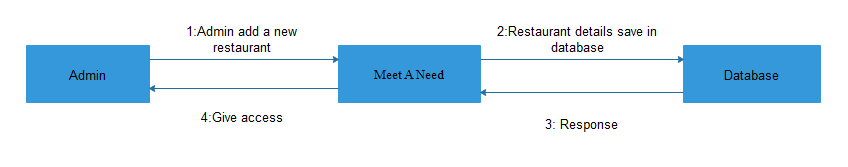 1:Admin add a new
restaurant
2:Restaurant details save in
database
Admin
Meet A Need
Database
4:Give access
3: Response